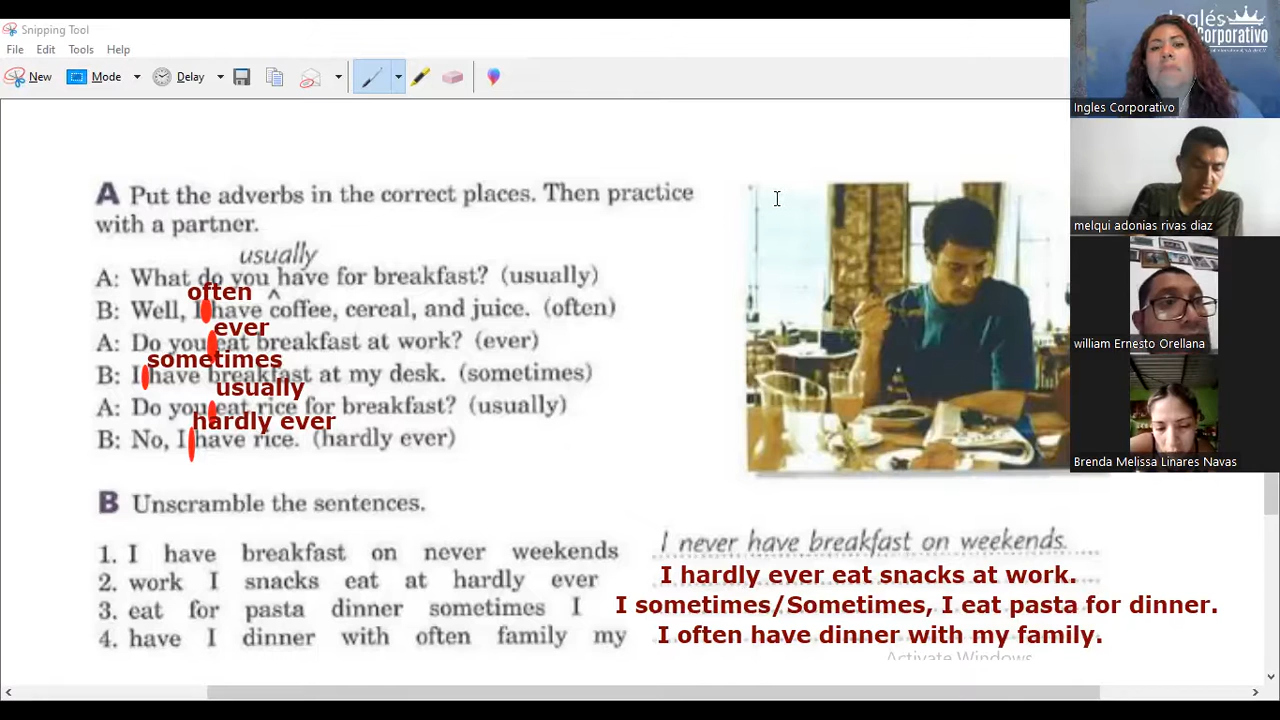 Snipping Tool
File Edit Tools Help
New Mode Delay
Inglés
Corporativo
Ingles Corporativo
melqui adonias rivas diaz
william Ernesto Orellana
Brenda Melissa Linares Navas
A Put the adverbs in the correct places. Then practice
with a partner.
usually
A: What do you have for breakfast? (usually)
often
B: Well, I have coffee, cereal, and juice. (often)
ever
A: Do you eat breakfast at work? (ever)
sometimes
B: I have breakfast at my desk. (sometimes)
usually
A: Do you eat rice for breakfast? (usually)
hardly ever
B: No, I have rice. (hardly ever)
B Unscramble the sentences.
1. I have breakfast on never weekends I never have breakfast on weekends.
2. work I snacks eat at hardly ever I hardly ever eat snacks at work.
3. eat for pasta dinner sometimes I I sometimes/Sometimes, I eat pasta for dinner.
4. have I dinner with often family my I often have dinner with my family.
Activate Windows